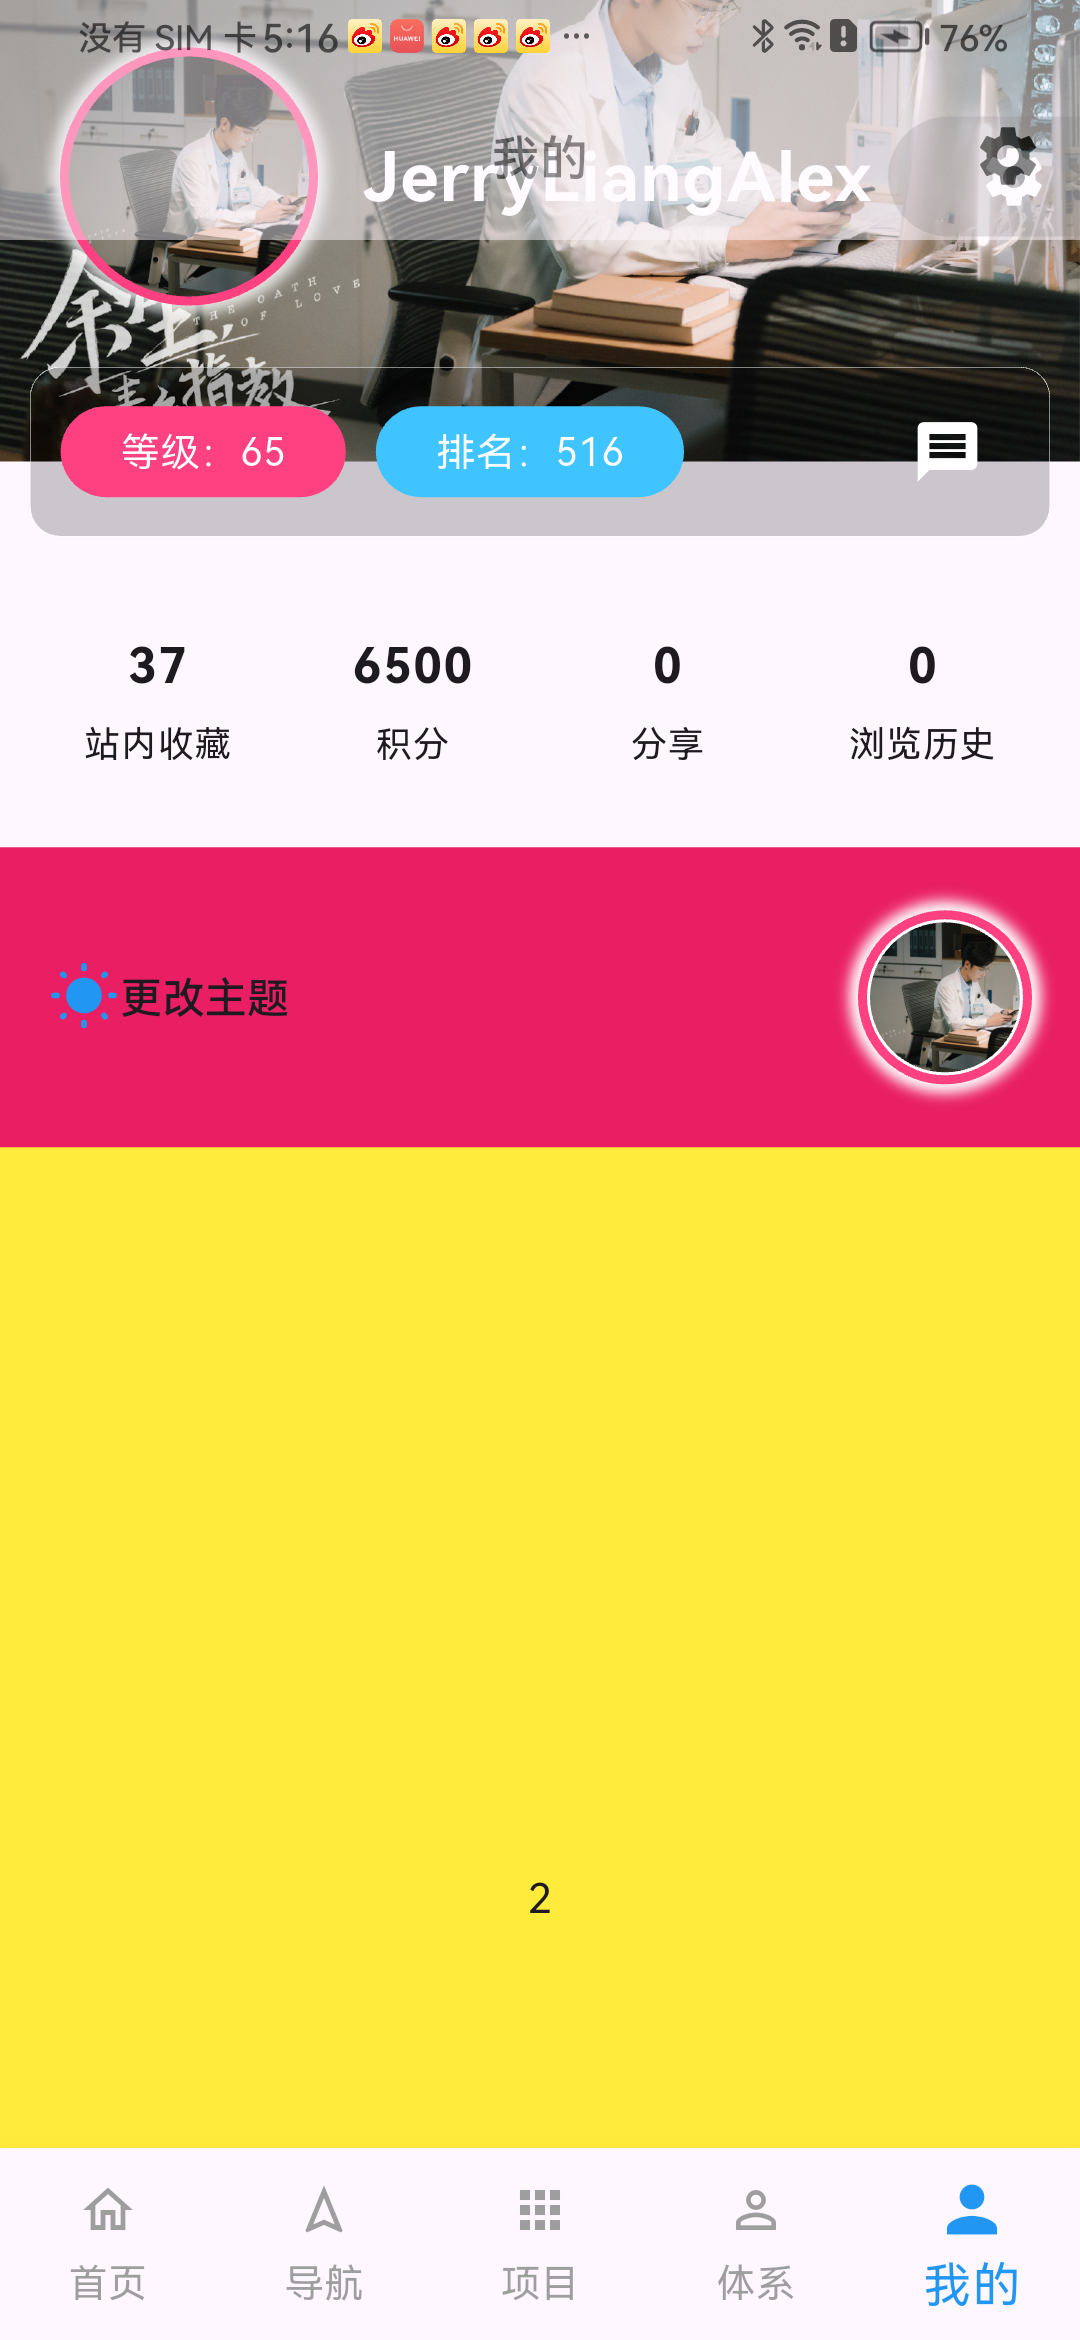 没有 SIM 卡 5:16 HUAWEI ... 76%
我的
JerryLiangAlex
余生，
THE OATH
OF LOVE
请多指教
等级：65 排名：516
37 6500 0 0
站内收藏 积分 分享 浏览历史
更改主题
2
首页 导航 项目 体系 我的